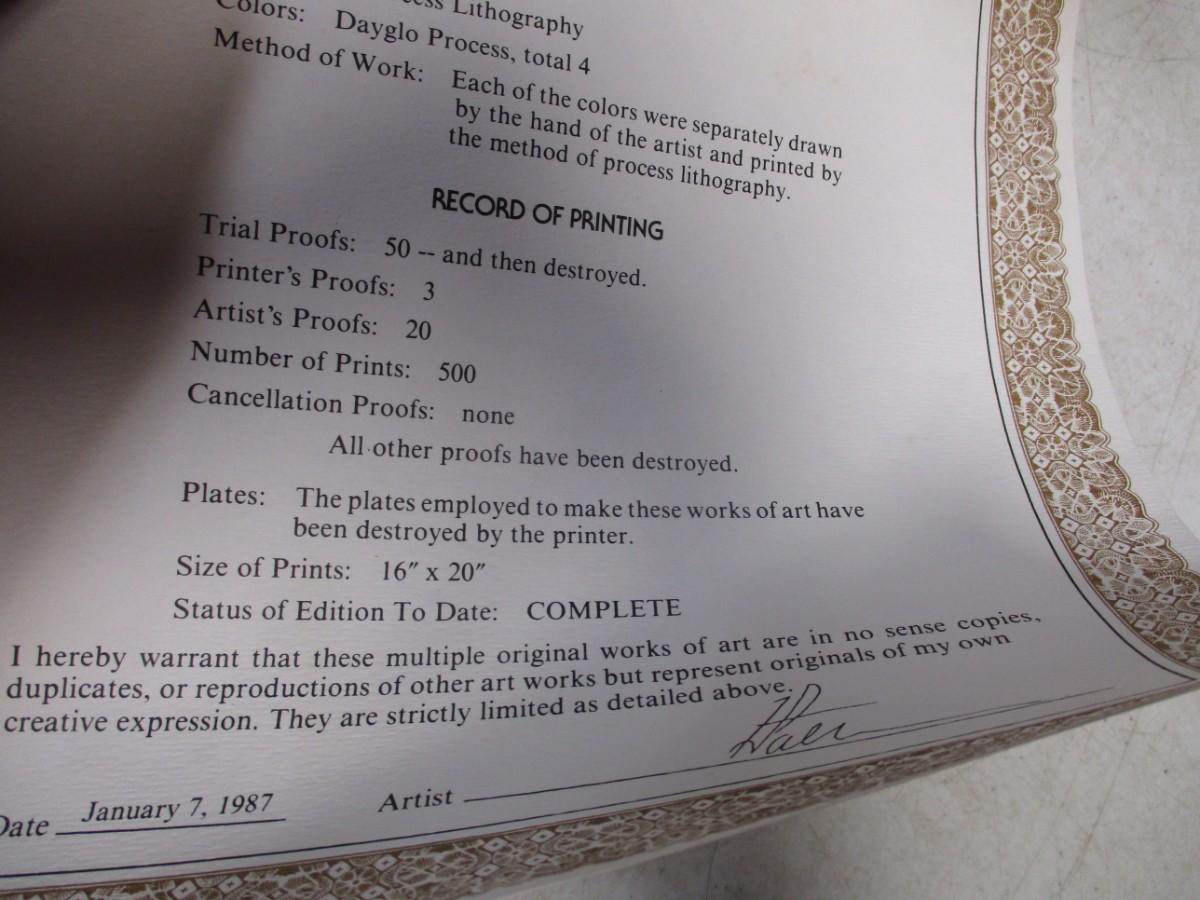 Lithography
Colors: Dayglo Process, total 4
Method of Work: Each of the colors were separately drawn
by the hand of the artist and printed by
the method of process lithography.
RECORD OF PRINTING
Trial Proofs: 50 -- and then destroyed.
Printer's Proofs: 3
Artist's Proofs: 20
Number of Prints: 500
Cancellation Proofs: none
All other proofs have been destroyed.
Plates: The plates employed to make these works of art have
been destroyed by the printer.
Size of Prints: 16″ x 20″
Status of Edition To Date: COMPLETE
I hereby warrant that these multiple original works of art are in no sense copies,
duplicates, or reproductions of other art works but represent originals of my own
creative expression. They are strictly limited as detailed above.
Date January 7, 1987 Artist